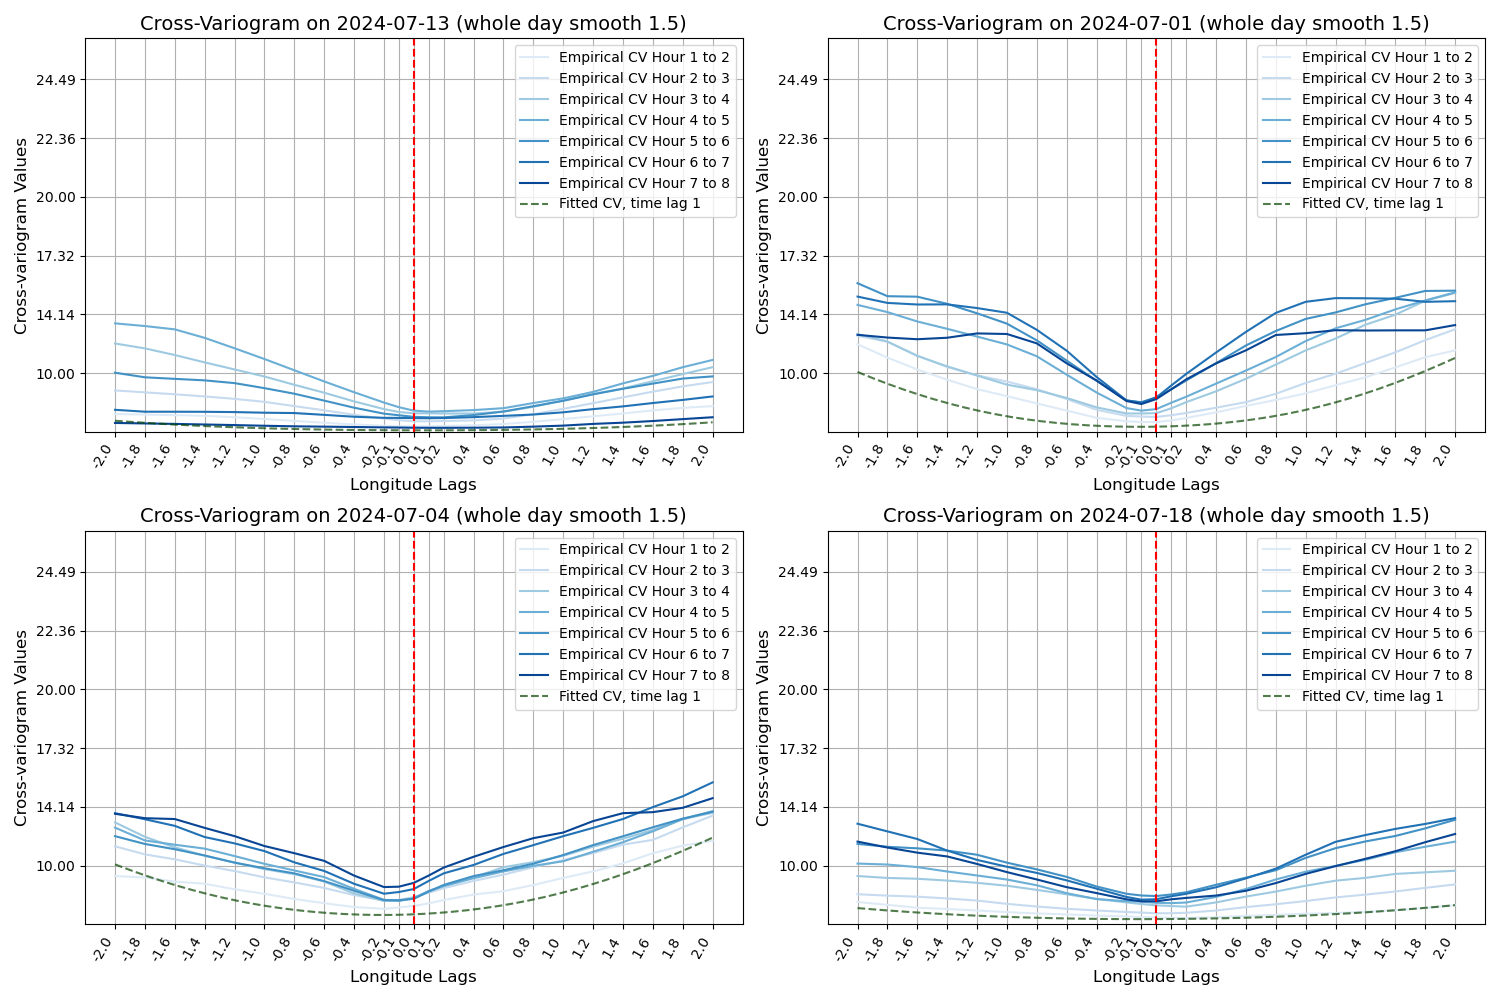 Cross-Variogram on 2024-07-13 (whole day smooth 1.5)
Cross-variogram Values
24.49
22.36
20.00
17.32
14.14
10.00
Empirical CV Hour 1 to 2
Empirical CV Hour 2 to 3
Empirical CV Hour 3 to 4
Empirical CV Hour 4 to 5
Empirical CV Hour 5 to 6
Empirical CV Hour 6 to 7
Empirical CV Hour 7 to 8
Fitted CV, time lag 1
-2.0 -1.8 -1.6 -1.4 -1.2 -1.0 -0.8 -0.6 -0.4 -0.2 -0.1 0.0 0.1 0.2 0.4 0.6 0.8 1.0 1.2 1.4 1.6 1.8 2.0
Longitude Lags
Cross-Variogram on 2024-07-01 (whole day smooth 1.5)
Cross-variogram Values
24.49
22.36
20.00
17.32
14.14
10.00
Empirical CV Hour 1 to 2
Empirical CV Hour 2 to 3
Empirical CV Hour 3 to 4
Empirical CV Hour 4 to 5
Empirical CV Hour 5 to 6
Empirical CV Hour 6 to 7
Empirical CV Hour 7 to 8
Fitted CV, time lag 1
-2.0 -1.8 -1.6 -1.4 -1.2 -1.0 -0.8 -0.6 -0.4 -0.2 -0.1 0.0 0.1 0.2 0.4 0.6 0.8 1.0 1.2 1.4 1.6 1.8 2.0
Longitude Lags
Cross-Variogram on 2024-07-04 (whole day smooth 1.5)
Cross-variogram Values
24.49
22.36
20.00
17.32
14.14
10.00
Empirical CV Hour 1 to 2
Empirical CV Hour 2 to 3
Empirical CV Hour 3 to 4
Empirical CV Hour 4 to 5
Empirical CV Hour 5 to 6
Empirical CV Hour 6 to 7
Empirical CV Hour 7 to 8
Fitted CV, time lag 1
-2.0 -1.8 -1.6 -1.4 -1.2 -1.0 -0.8 -0.6 -0.4 -0.2 -0.1 0.0 0.1 0.2 0.4 0.6 0.8 1.0 1.2 1.4 1.6 1.8 2.0
Longitude Lags
Cross-Variogram on 2024-07-18 (whole day smooth 1.5)
Cross-variogram Values
24.49
22.36
20.00
17.32
14.14
10.00
Empirical CV Hour 1 to 2
Empirical CV Hour 2 to 3
Empirical CV Hour 3 to 4
Empirical CV Hour 4 to 5
Empirical CV Hour 5 to 6
Empirical CV Hour 6 to 7
Empirical CV Hour 7 to 8
Fitted CV, time lag 1
-2.0 -1.8 -1.6 -1.4 -1.2 -1.0 -0.8 -0.6 -0.4 -0.2 -0.1 0.0 0.1 0.2 0.4 0.6 0.8 1.0 1.2 1.4 1.6 1.8 2.0
Longitude Lags